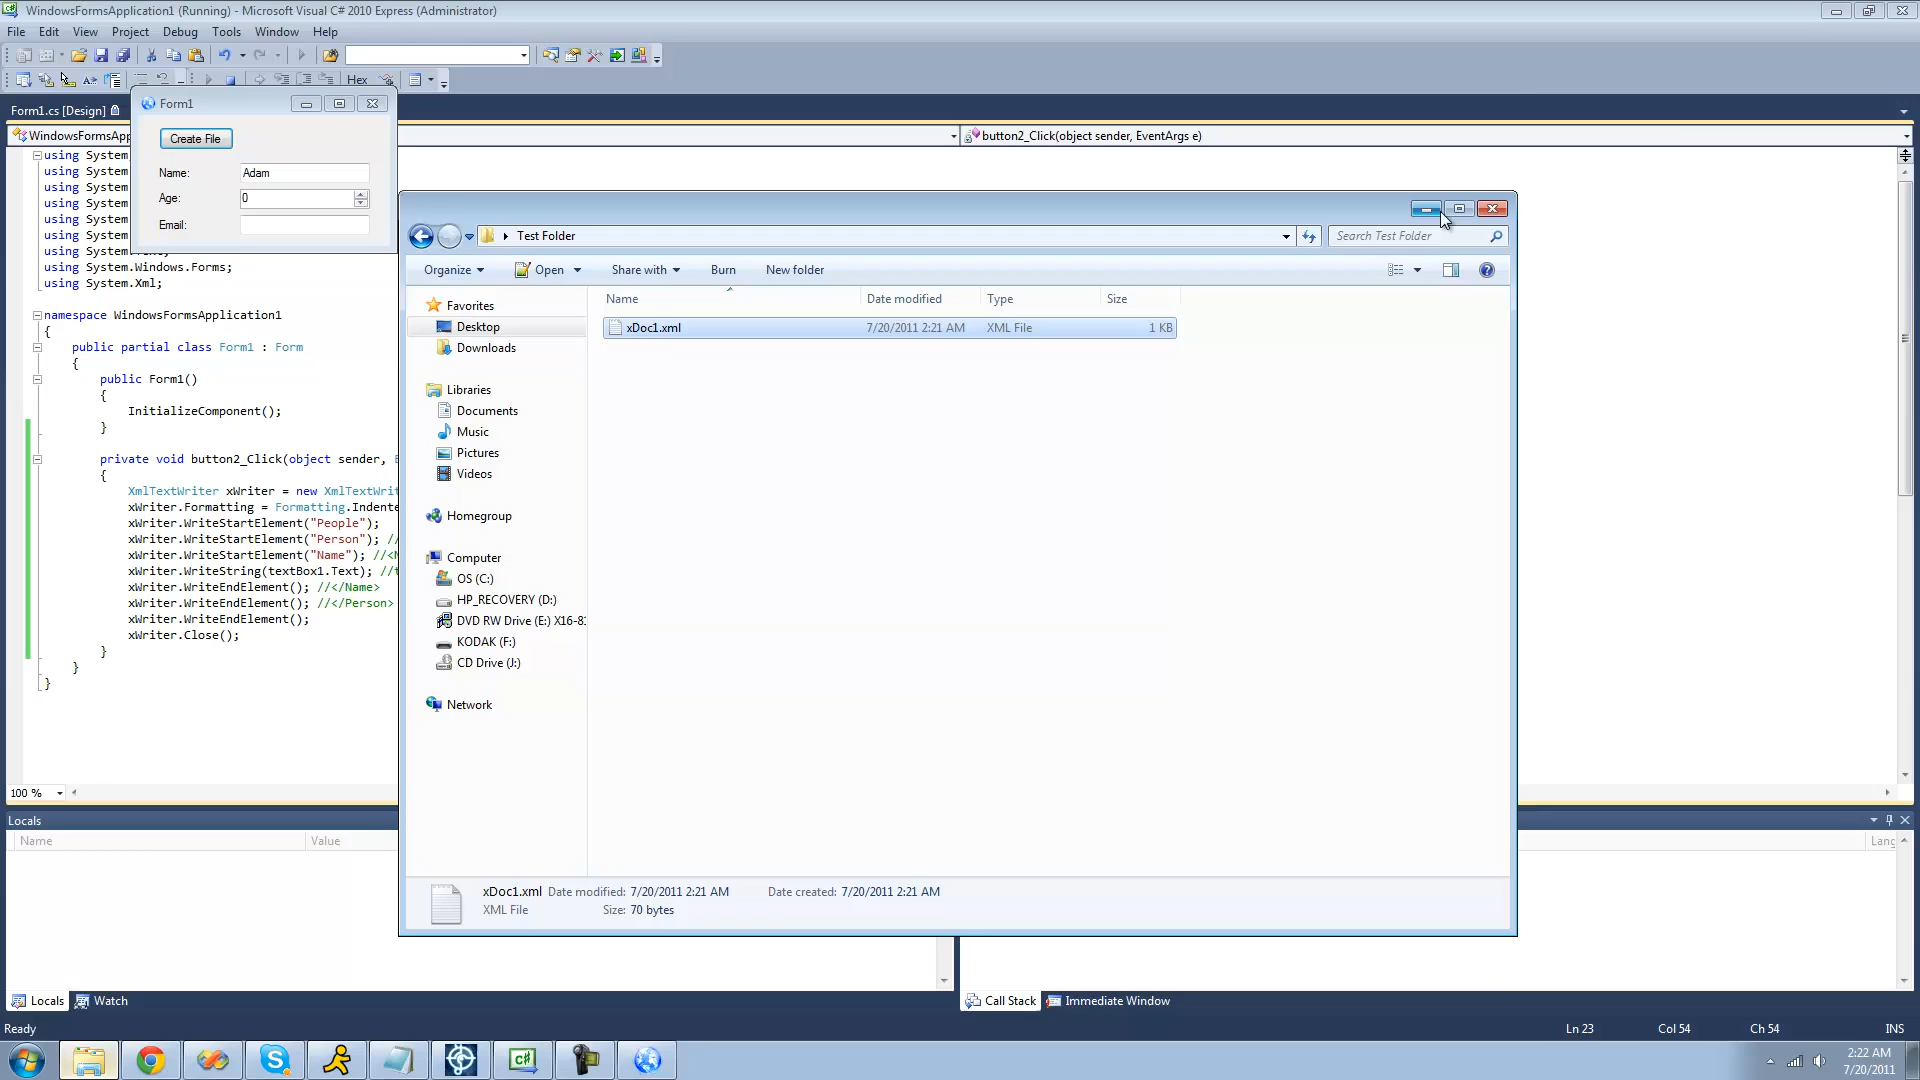 WindowsFormsApplication1 (Running) - Microsoft Visual C# 2010 Express (Administrator)
File Edit View Project Debug Tools Window Help
Hex
Form1.cs [Design]
Form1
WindowsFormsApp
button2_Click(object sender, EventArgs e)
Create File
Name: Adam
Age: 0
Email:
using System
using System
using System
using System
using System
using System
using System
using System.Windows.Forms;
using System.Xml;
namespace WindowsFormsApplication1
{
public partial class Form1 : Form
{
public Form1()
{
InitializeComponent();
}
private void button2_Click(object sender,
{
XmlTextWriter xWriter = new XmlTextWrit
xWriter.Formatting = Formatting.Indente
xWriter.WriteStartElement("People");
xWriter.WriteStartElement("Person"); //
xWriter.WriteStartElement("Name"); //<N
xWriter.WriteString(textBox1.Text); //t
xWriter.WriteEndElement(); //</Name>
xWriter.WriteEndElement(); //</Person>
xWriter.WriteEndElement();
xWriter.Close();
}
}
}
Test Folder
Search Test Folder
Organize Open Share with Burn New folder
Name Date modified Type Size
xDoc1.xml 7/20/2011 2:21 AM XML File 1 KB
Favorites
Desktop
Downloads
Libraries
Documents
Music
Pictures
Videos
Homegroup
Computer
OS (C:)
HP_RECOVERY (D:)
DVD RW Drive (E:) X16-81
KODAK (F:)
CD Drive (J:)
Network
xDoc1.xml Date modified: 7/20/2011 2:21 AM Date created: 7/20/2011 2:21 AM
XML File Size: 70 bytes
100 %
Locals
Name Value
Lang
Locals Watch
Call Stack Immediate Window
Ready Ln 23 Col 54 Ch 54 INS
2:22 AM
7/20/2011